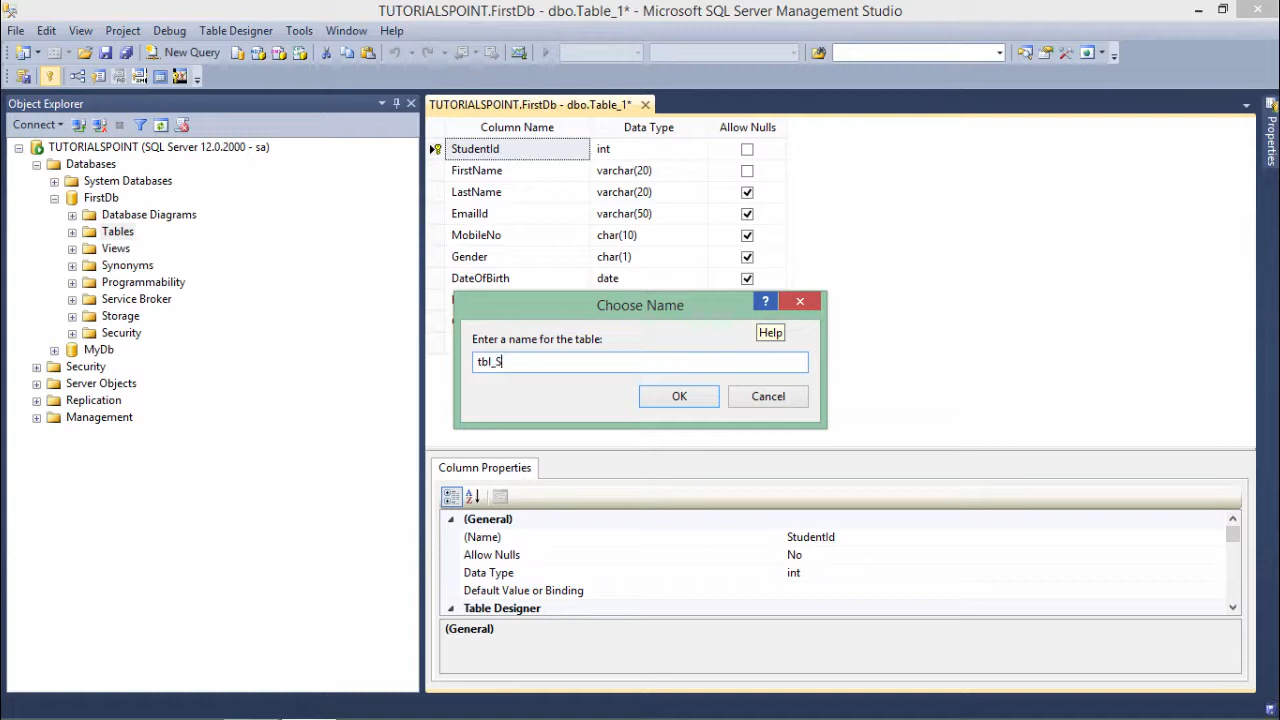 TUTORIALSPOINT.FirstDb - dbo.Table_1* - Microsoft SQL Server Management Studio
File Edit View Project Debug Table Designer Tools Window Help
New Query
Object Explorer
Connect
TUTORIALSPOINT (SQL Server 12.0.2000 - sa)
Databases
System Databases
FirstDb
Database Diagrams
Tables
Views
Synonyms
Programmability
Service Broker
Storage
Security
MyDb
Security
Server Objects
Replication
Management
TUTORIALSPOINT.FirstDb - dbo.Table_1*
Column Name Data Type Allow Nulls
StudentId int
FirstName varchar(20)
LastName varchar(20)
EmailId varchar(50)
MobileNo char(10)
Gender char(1)
DateOfBirth date
Choose Name
?
Enter a name for the table:
Help
tbl_S
OK Cancel
Column Properties
(General)
(Name) StudentId
Allow Nulls No
Data Type int
Default Value or Binding
Table Designer
(General)
Properties